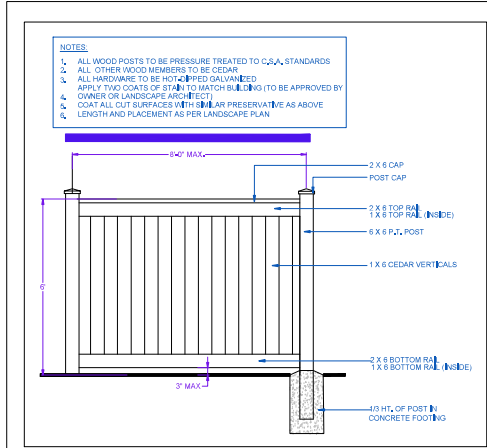 NOTES:
1. ALL WOOD POSTS TO BE PRESSURE TREATED TO C.S.A. STANDARDS
2. ALL OTHER WOOD MEMBERS TO BE CEDAR
3. ALL HARDWARE TO BE HOT-DIPPED GALVANIZED
APPLY TWO COATS OF STAIN TO MATCH BUILDING (TO BE APPROVED BY
4. OWNER OR LANDSCAPE ARCHITECT)
5. COAT ALL CUT SURFACES WITH SIMILAR PRESERVATIVE AS ABOVE
6. LENGTH AND PLACEMENT AS PER LANDSCAPE PLAN
8'-0" MAX.
2 X 6 CAP
POST CAP
2 X 6 TOP RAIL
1 X 6 TOP RAIL (INSIDE)
6 X 6 P.T. POST
1 X 6 CEDAR VERTICALS
6'
2 X 6 BOTTOM RAIL
1 X 6 BOTTOM RAIL (INSIDE)
3" MAX
1/3 HT. OF POST IN
CONCRETE FOOTING